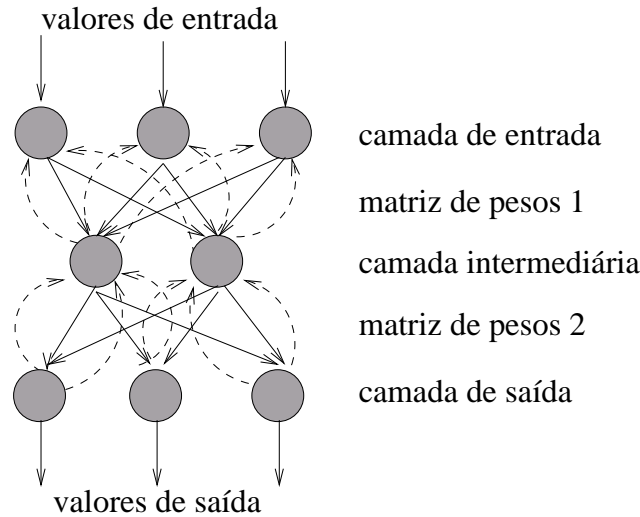 valores de entrada
camada de entrada
matriz de pesos 1
camada intermediária
matriz de pesos 2
camada de saída
valores de saída